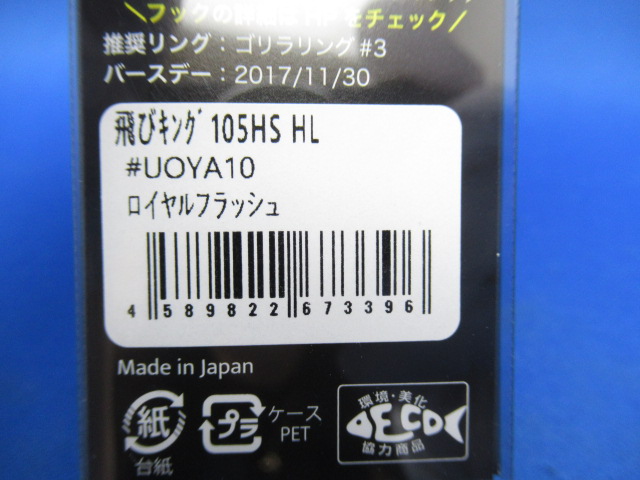 フックの詳細はHPをチェック
推奨リング：ゴリラリング #3
バースデー：2017/11/30
飛びｷﾝｸﾞ 105HS HL
#UOYA10
ロイヤルフラッシュ
4 589822 673396
Made in Japan
紙
台紙
プラ
ケース
PET
環境・美化
ECO
協力商品